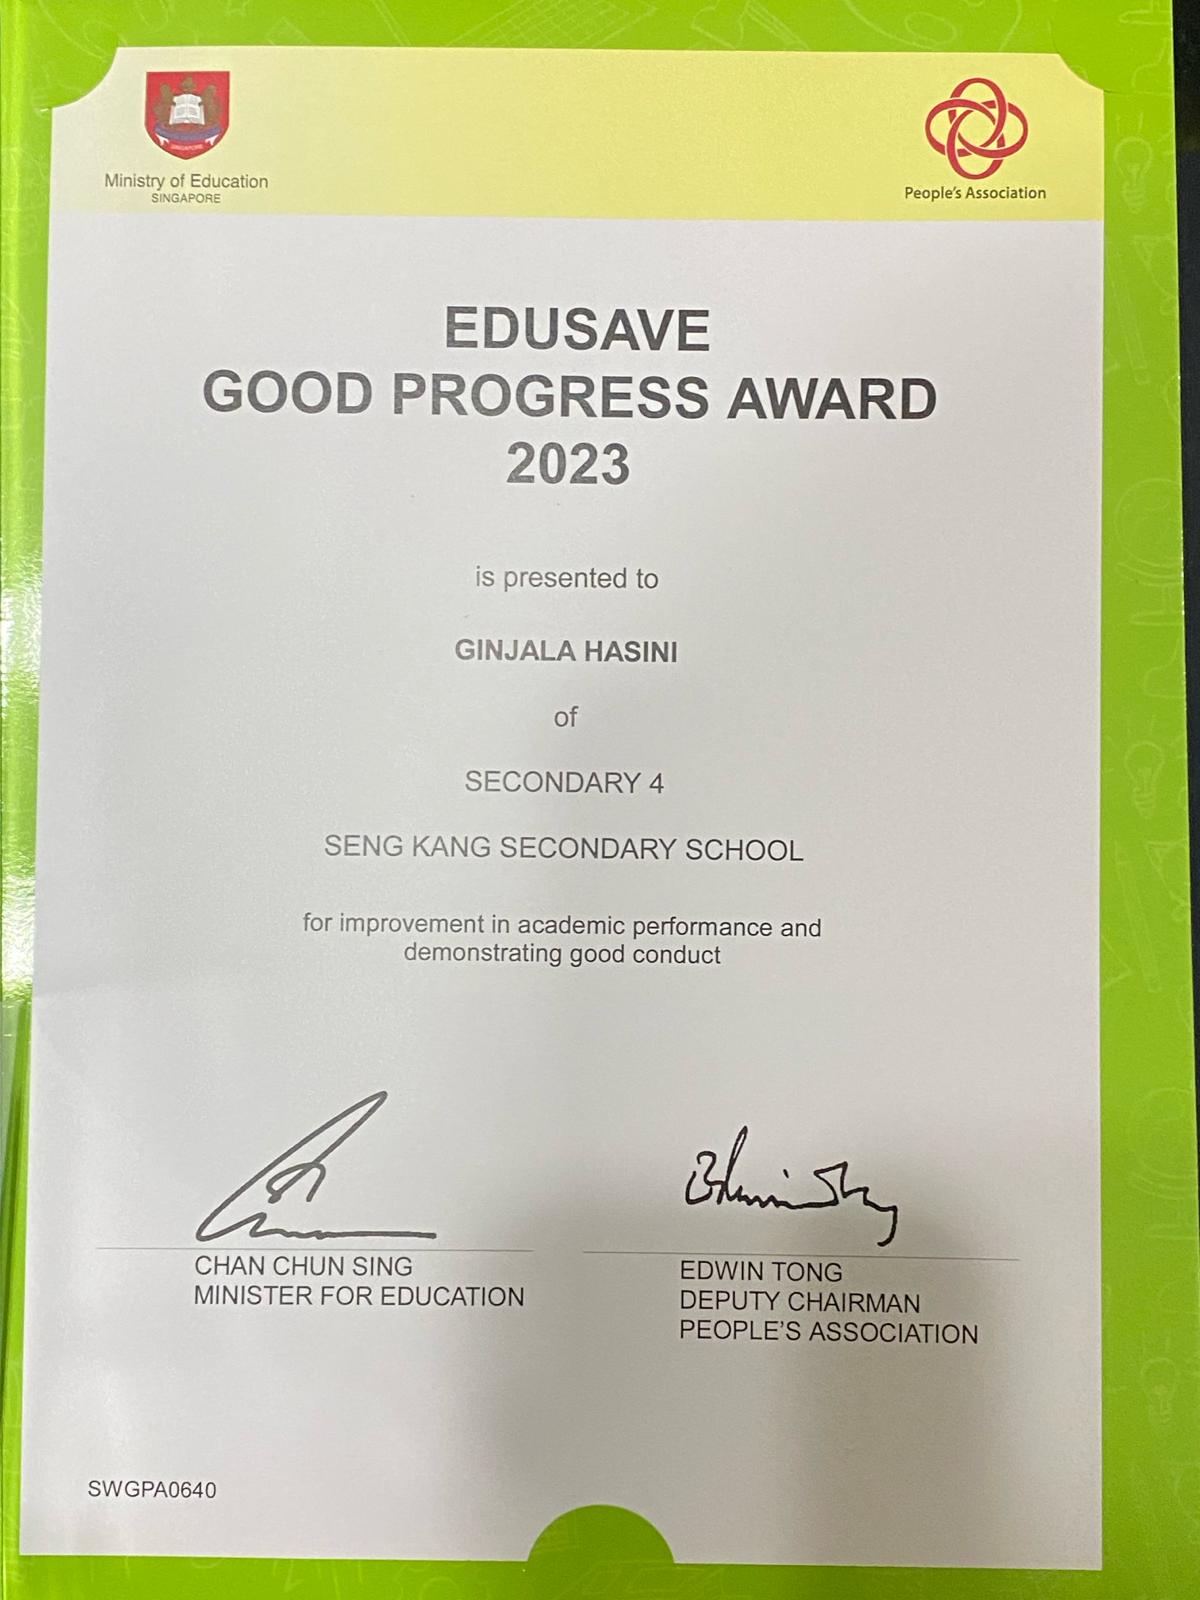 Ministry of Education
SINGAPORE
People's Association
EDUSAVE
GOOD PROGRESS AWARD
2023
is presented to
GINJALA HASINI
of
SECONDARY 4
SENG KANG SECONDARY SCHOOL
for improvement in academic performance and
demonstrating good conduct
CHAN CHUN SING
MINISTER FOR EDUCATION
EDWIN TONG
DEPUTY CHAIRMAN
PEOPLE'S ASSOCIATION
SWGPA0640